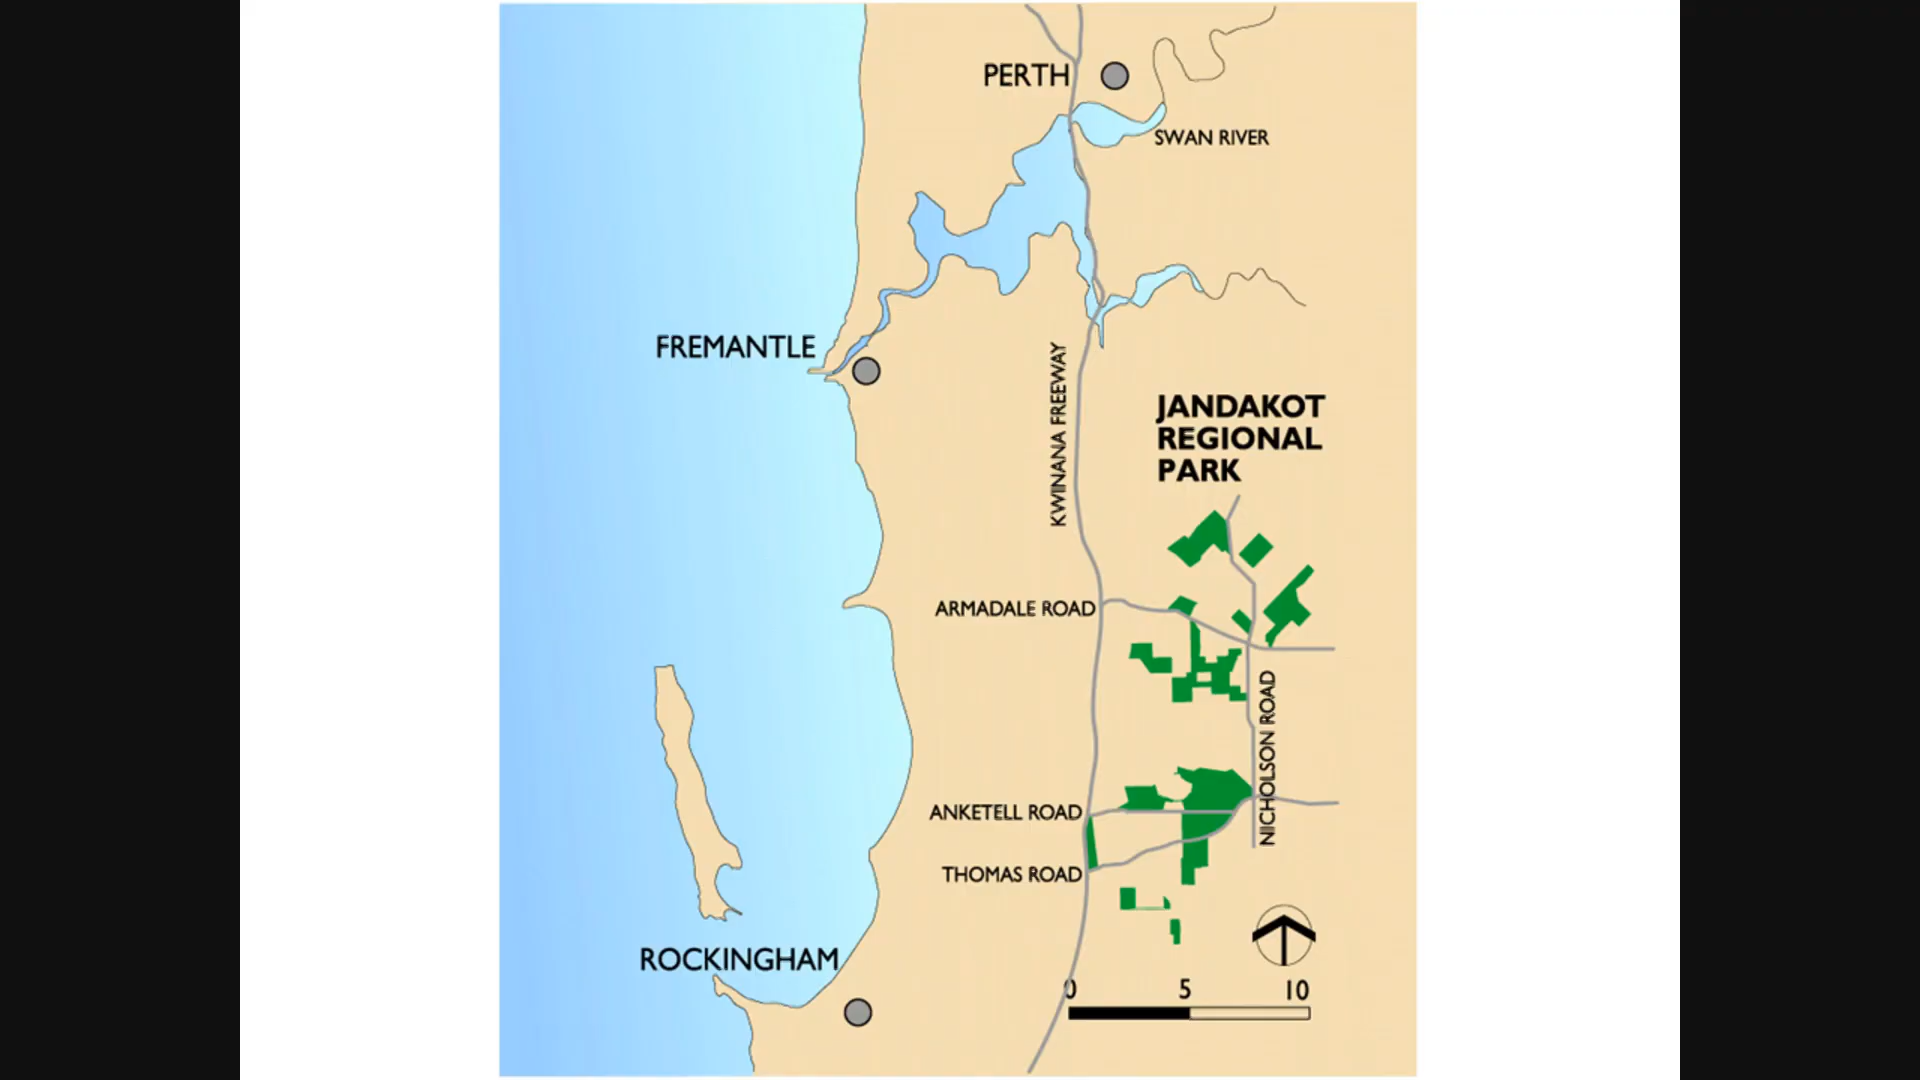 PERTH
SWAN RIVER
FREMANTLE
KWINANA FREEWAY
JANDAKOT
REGIONAL
PARK
ARMADALE ROAD
NICHOLSON ROAD
ANKETELL ROAD
THOMAS ROAD
ROCKINGHAM
0 5 10